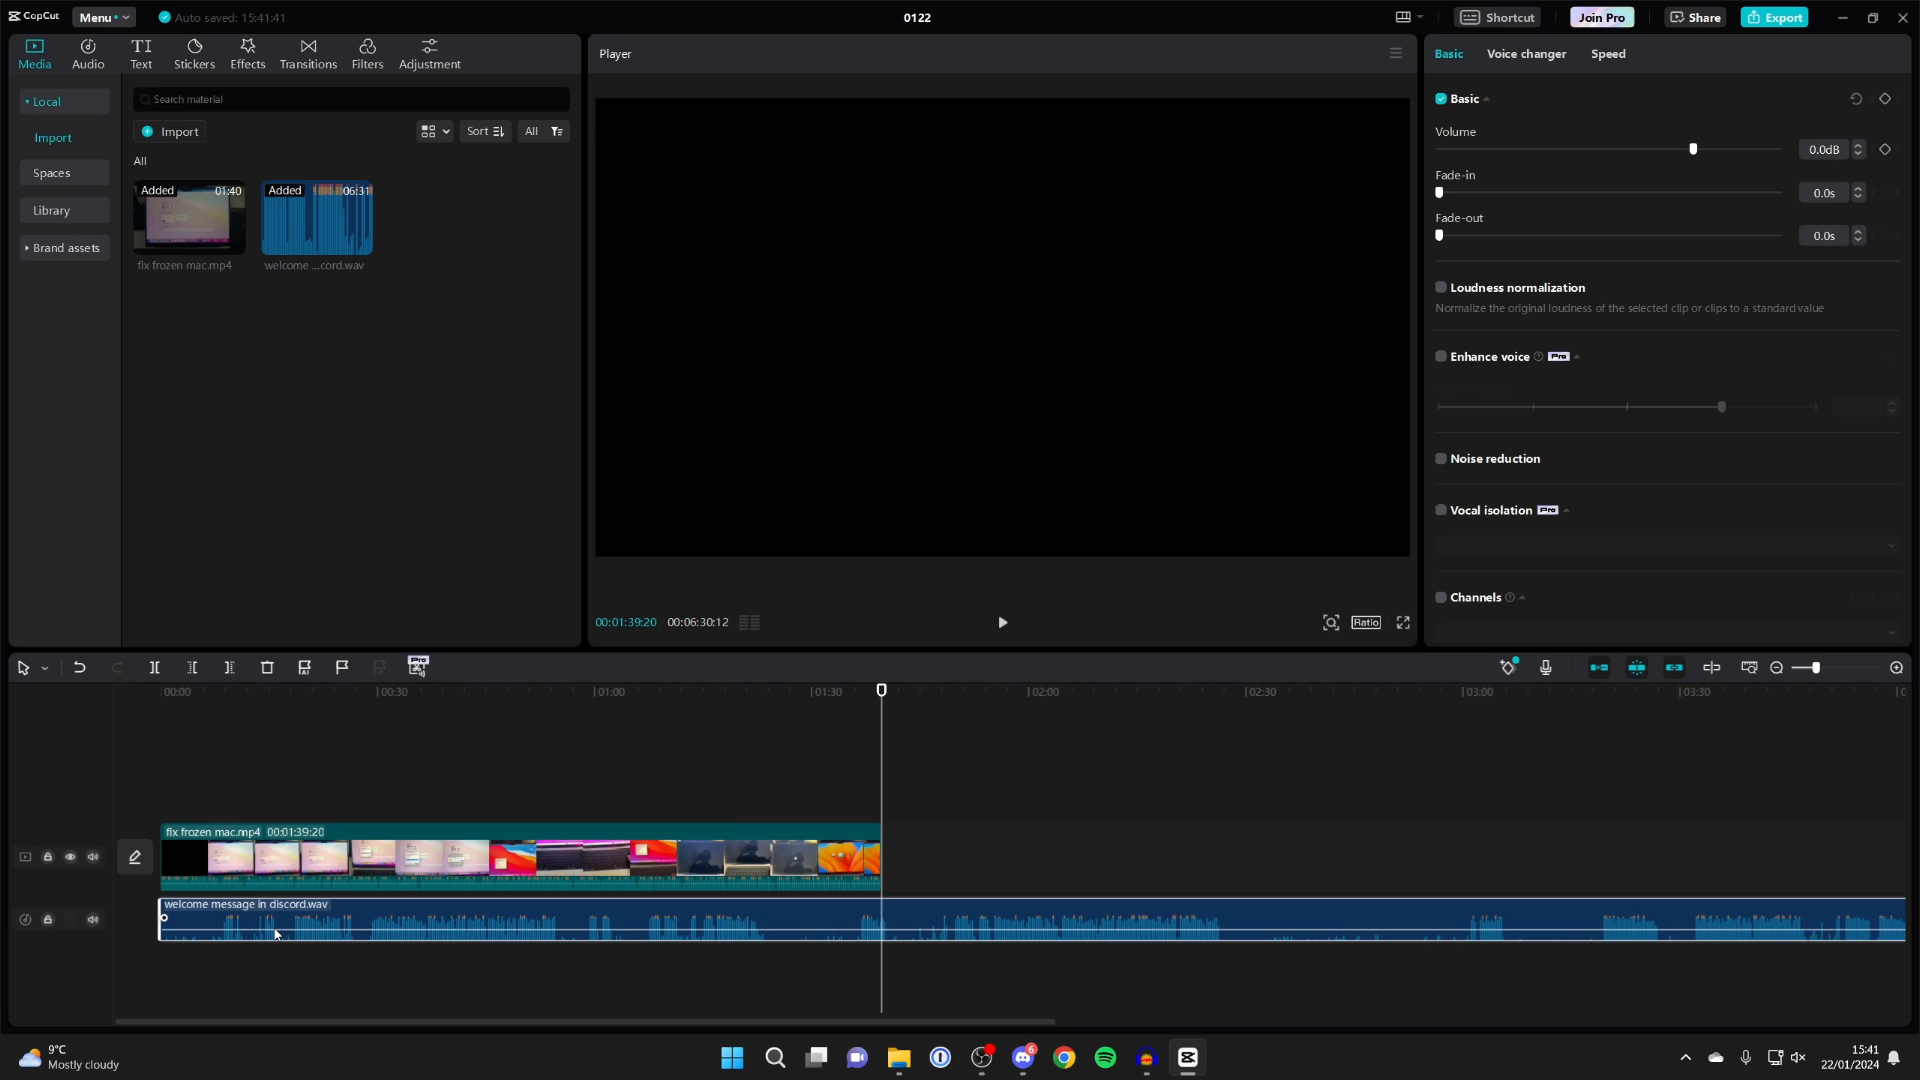 CapCut
Menu
Auto saved: 15:41:41
0122
Shortcut
Join Pro
Share
Export
Media
Audio
TI
Text
Stickers
Effects
Transitions
Filters
Adjustment
Player
Basic
Voice changer
Speed
Local
Import
Spaces
Library
Brand assets
Search material
Import
Sort
All
All
Added
01:40
fix frozen mac.mp4
Added
06:31
welcome ...cord.wav
00:01:39:20
00:06:30:12
Ratio
Basic
Volume
0.0dB
Fade-in
0.0s
Fade-out
0.0s
Loudness normalization
Normalize the original loudness of the selected clip or clips to a standard value
Enhance voice
Pro
Noise reduction
Vocal isolation
Pro
Channels
Pro
00:00
00:30
01:00
01:30
02:00
02:30
03:00
03:30
fix frozen mac.mp4 00:01:39:20
welcome message in discord.wav
9°C
Mostly cloudy
6
15:41
22/01/2024